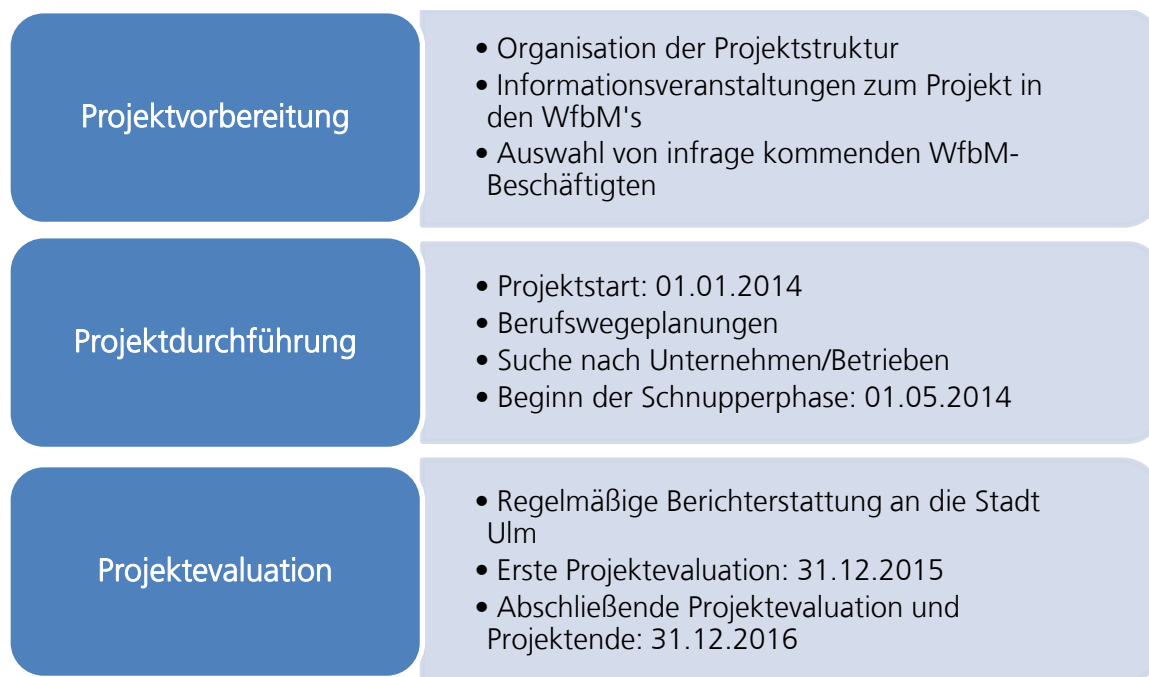 Projektvorbereitung
• Organisation der Projektstruktur
• Informationsveranstaltungen zum Projekt in
den WfbM's
• Auswahl von infrage kommenden WfbM-
Beschäftigten
Projektdurchführung
• Projektstart: 01.01.2014
• Berufswegeplanungen
• Suche nach Unternehmen/Betrieben
• Beginn der Schnupperphase: 01.05.2014
Projektevaluation
• Regelmäßige Berichterstattung an die Stadt
Ulm
• Erste Projektevaluation: 31.12.2015
• Abschließende Projektevaluation und
Projektende: 31.12.2016